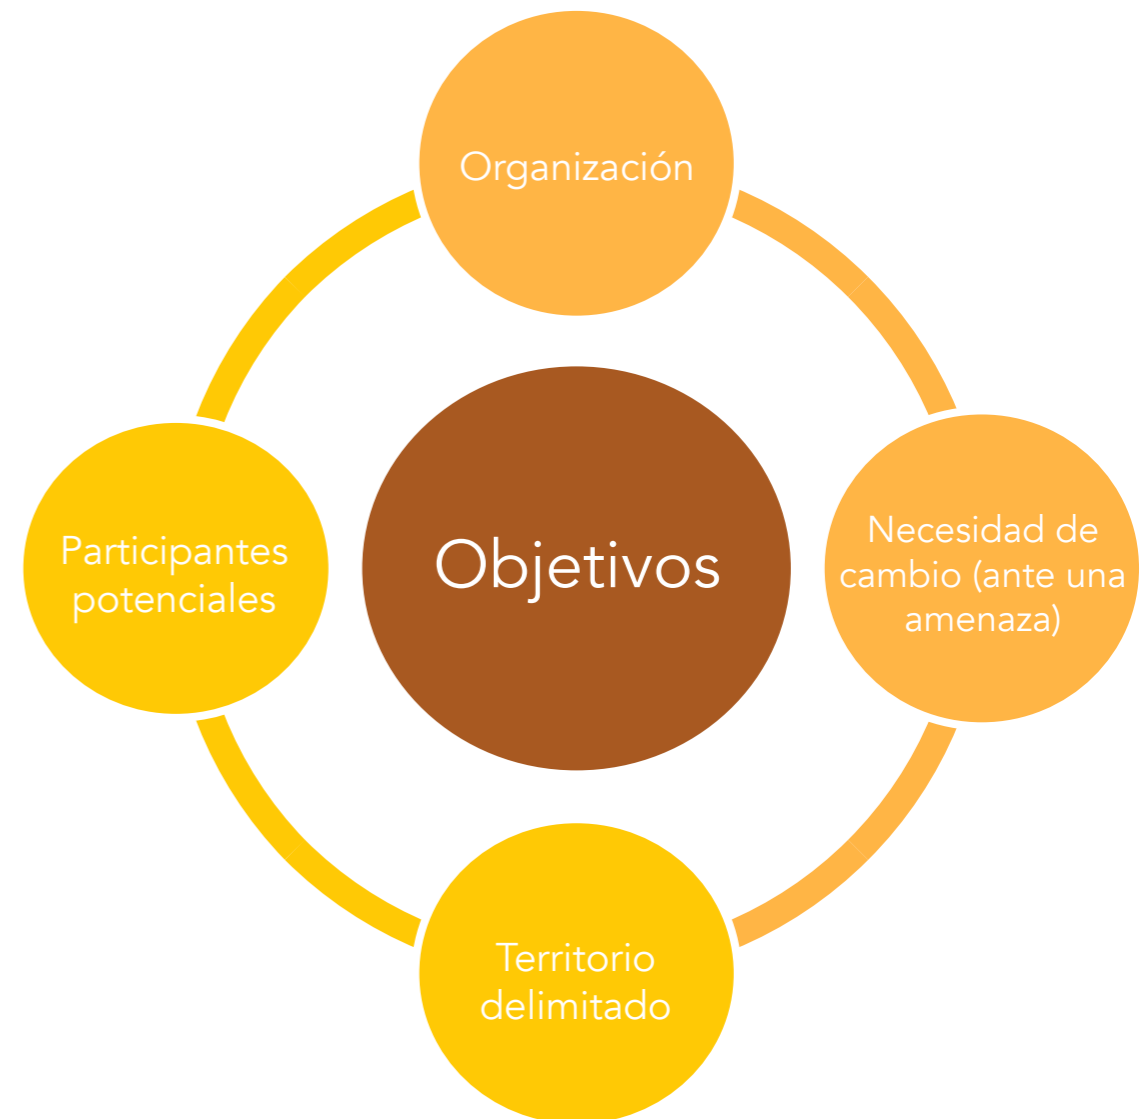 Organización
Necesidad de
cambio (ante una
amenaza)
Objetivos
Participantes
potenciales
Territorio
delimitado